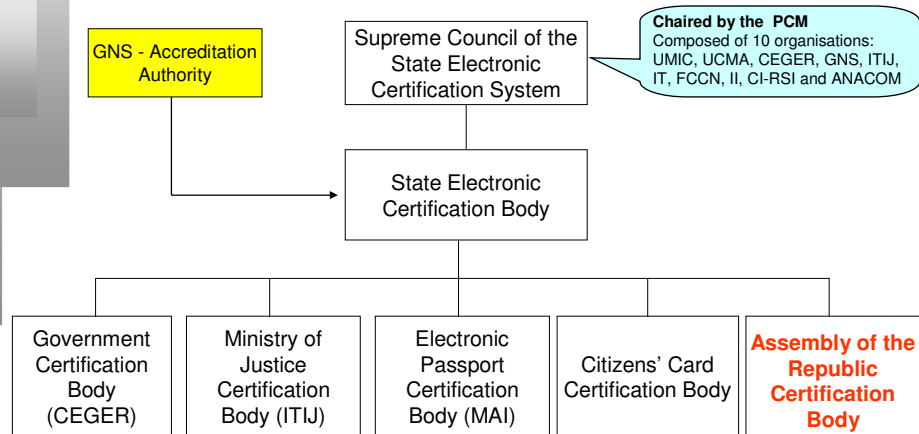 GNS - Accreditation
Authority
Supreme Council of the
State Electronic
Certification System
Chaired by the PCM
Composed of 10 organisations:
UMIC, UCMA, CEGER, GNS, ITIJ,
IT, FCCN, II, CI-RSI and ANACOM
State Electronic
Certification Body
Government
Certification
Body
(CEGER)
Ministry of
Justice
Certification
Body (ITIJ)
Electronic
Passport
Certification
Body (MAI)
Citizens' Card
Certification Body
Assembly of the
Republic
Certification
Body